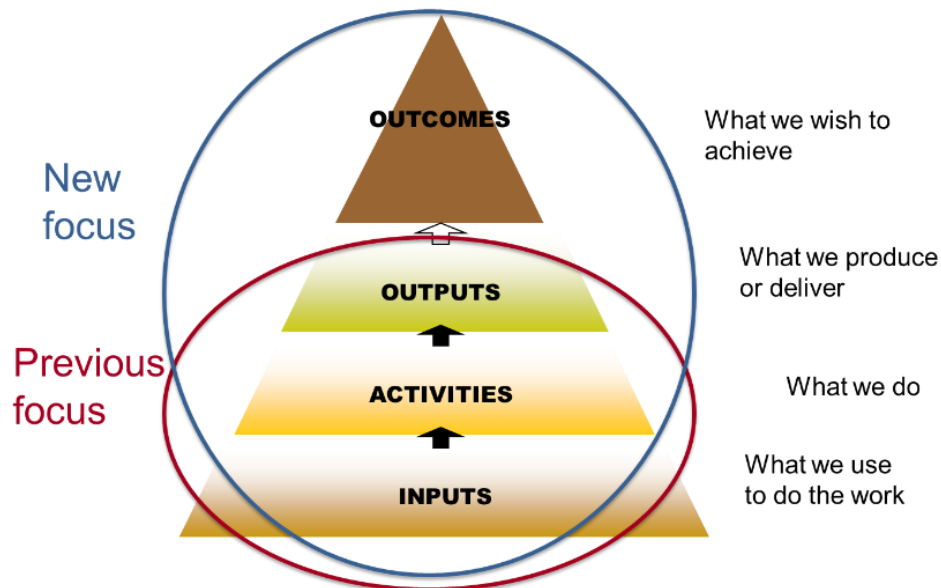 OUTCOMES
What we wish to
achieve
New
focus
What we produce
or deliver
OUTPUTS
Previous
focus
ACTIVITIES
What we do
What we use
to do the work
INPUTS